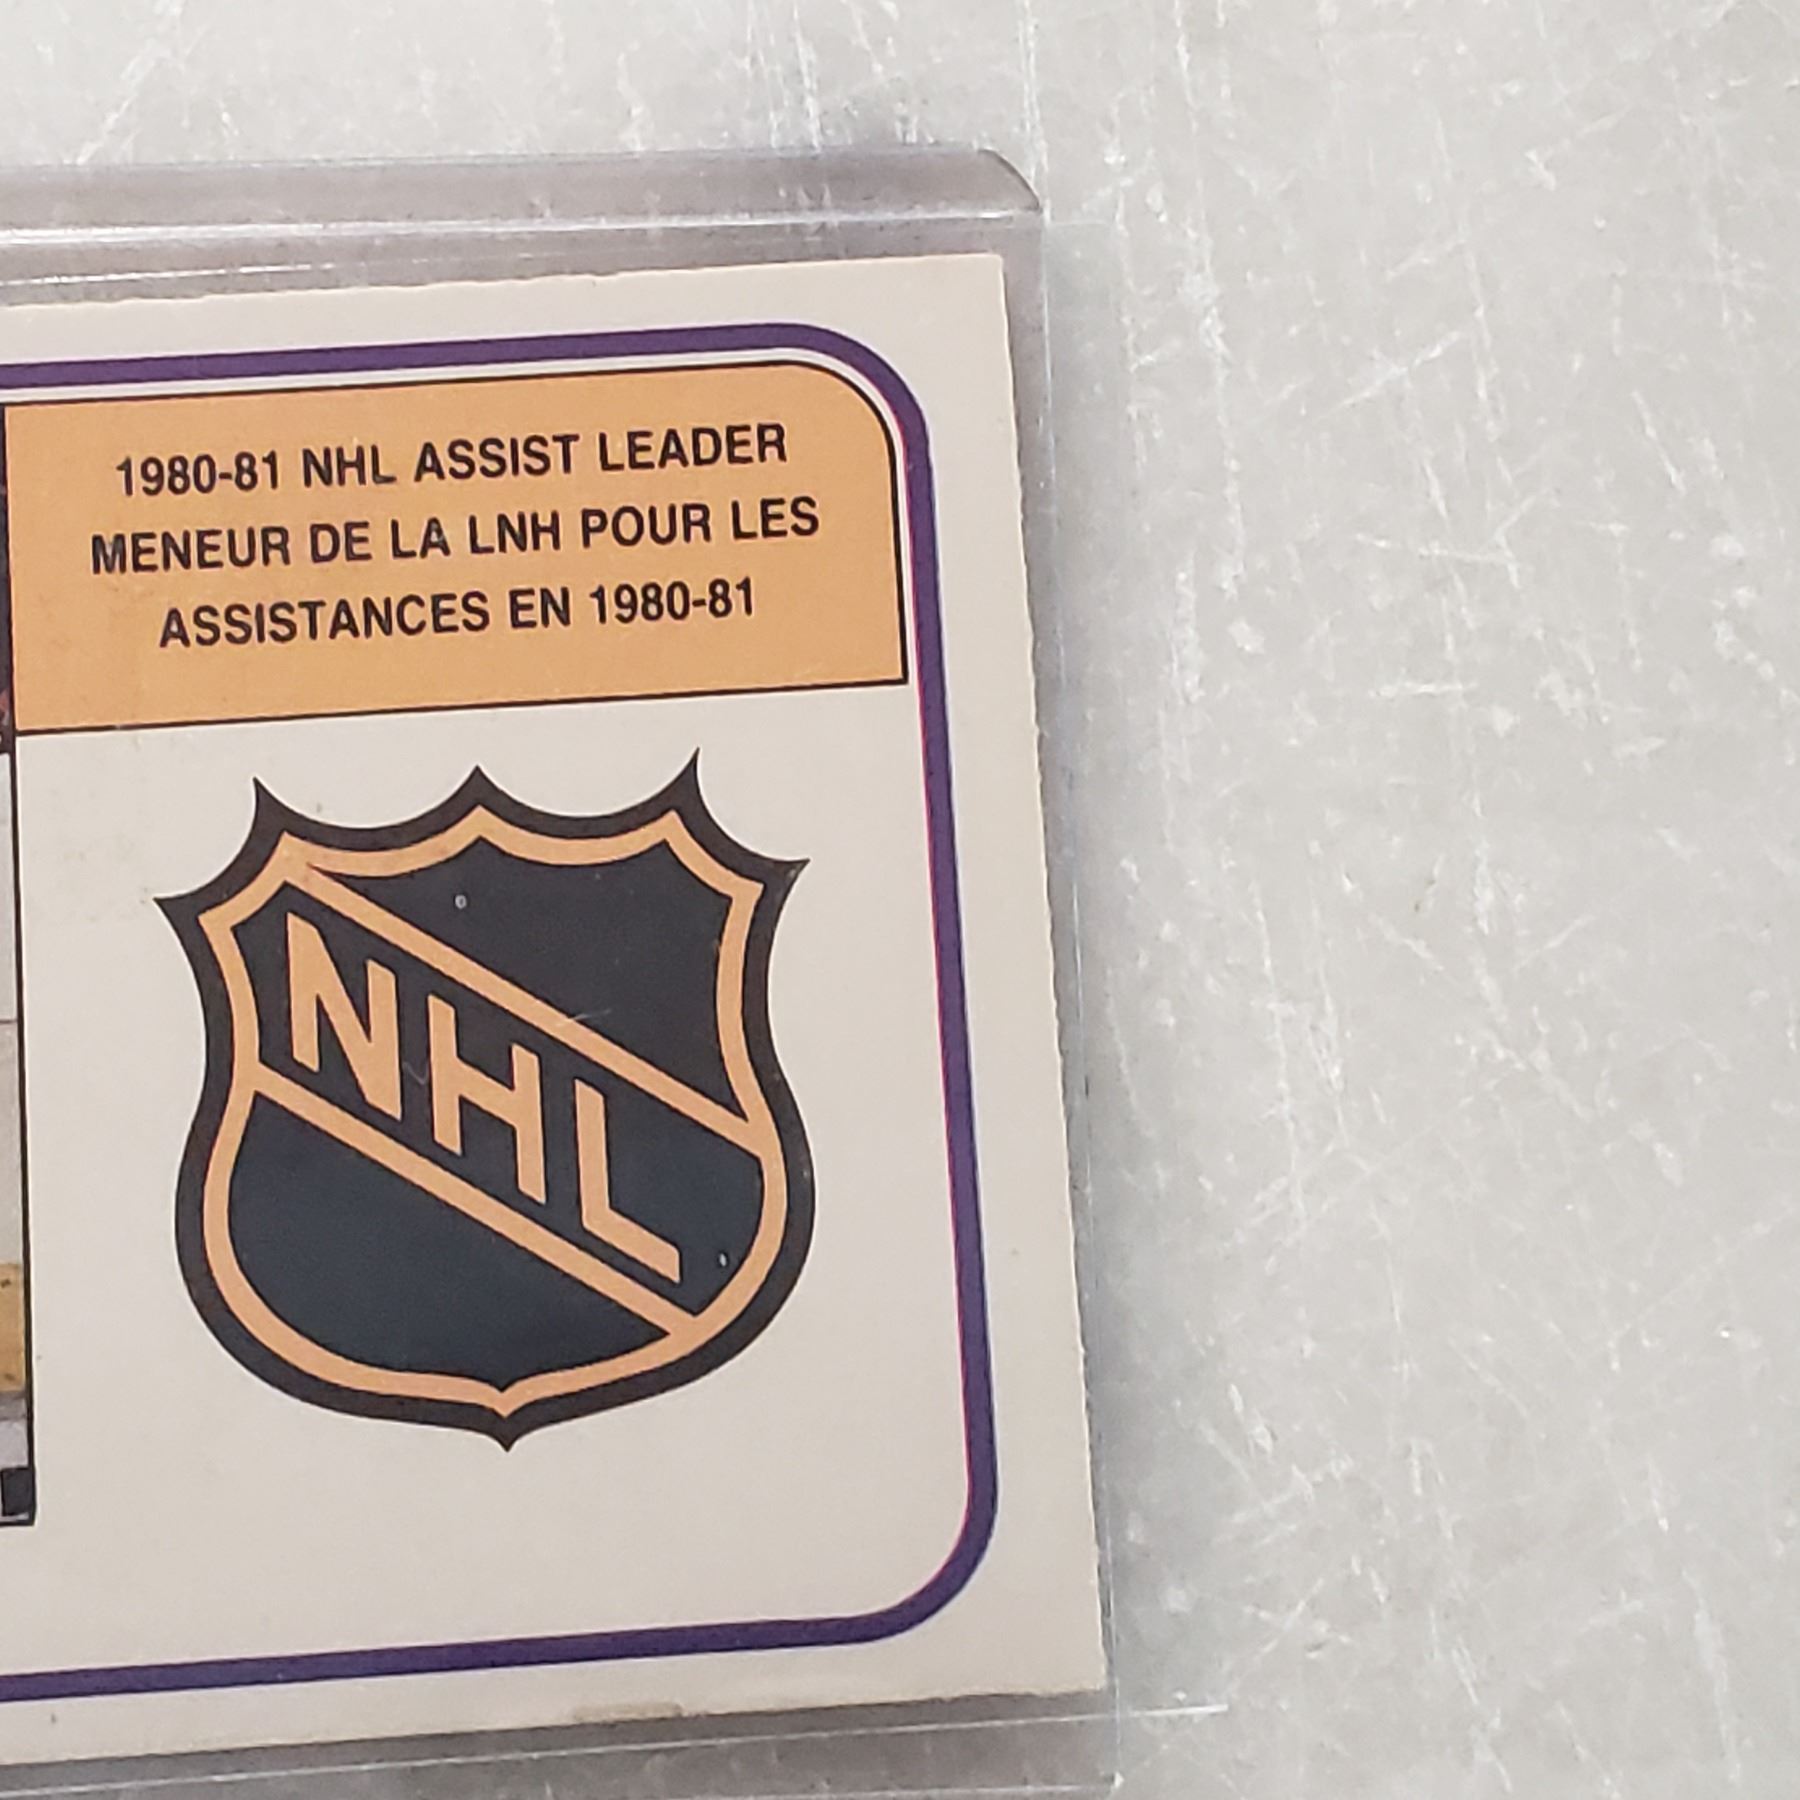 1980-81 NHL ASSIST LEADER
MENEUR DE LA LNH POUR LES
ASSISTANCES EN 1980-81
NHL